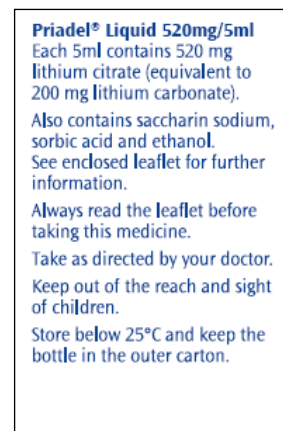 Priadel® Liquid 520mg/5ml
Each 5ml contains 520 mg
lithium citrate (equivalent to
200 mg lithium carbonate).
Also contains saccharin sodium,
sorbic acid and ethanol.
See enclosed leaflet for further
information.
Always read the leaflet before
taking this medicine.
Take as directed by your doctor.
Keep out of the reach and sight
of children.
Store below 25°C and keep the
bottle in the outer carton.